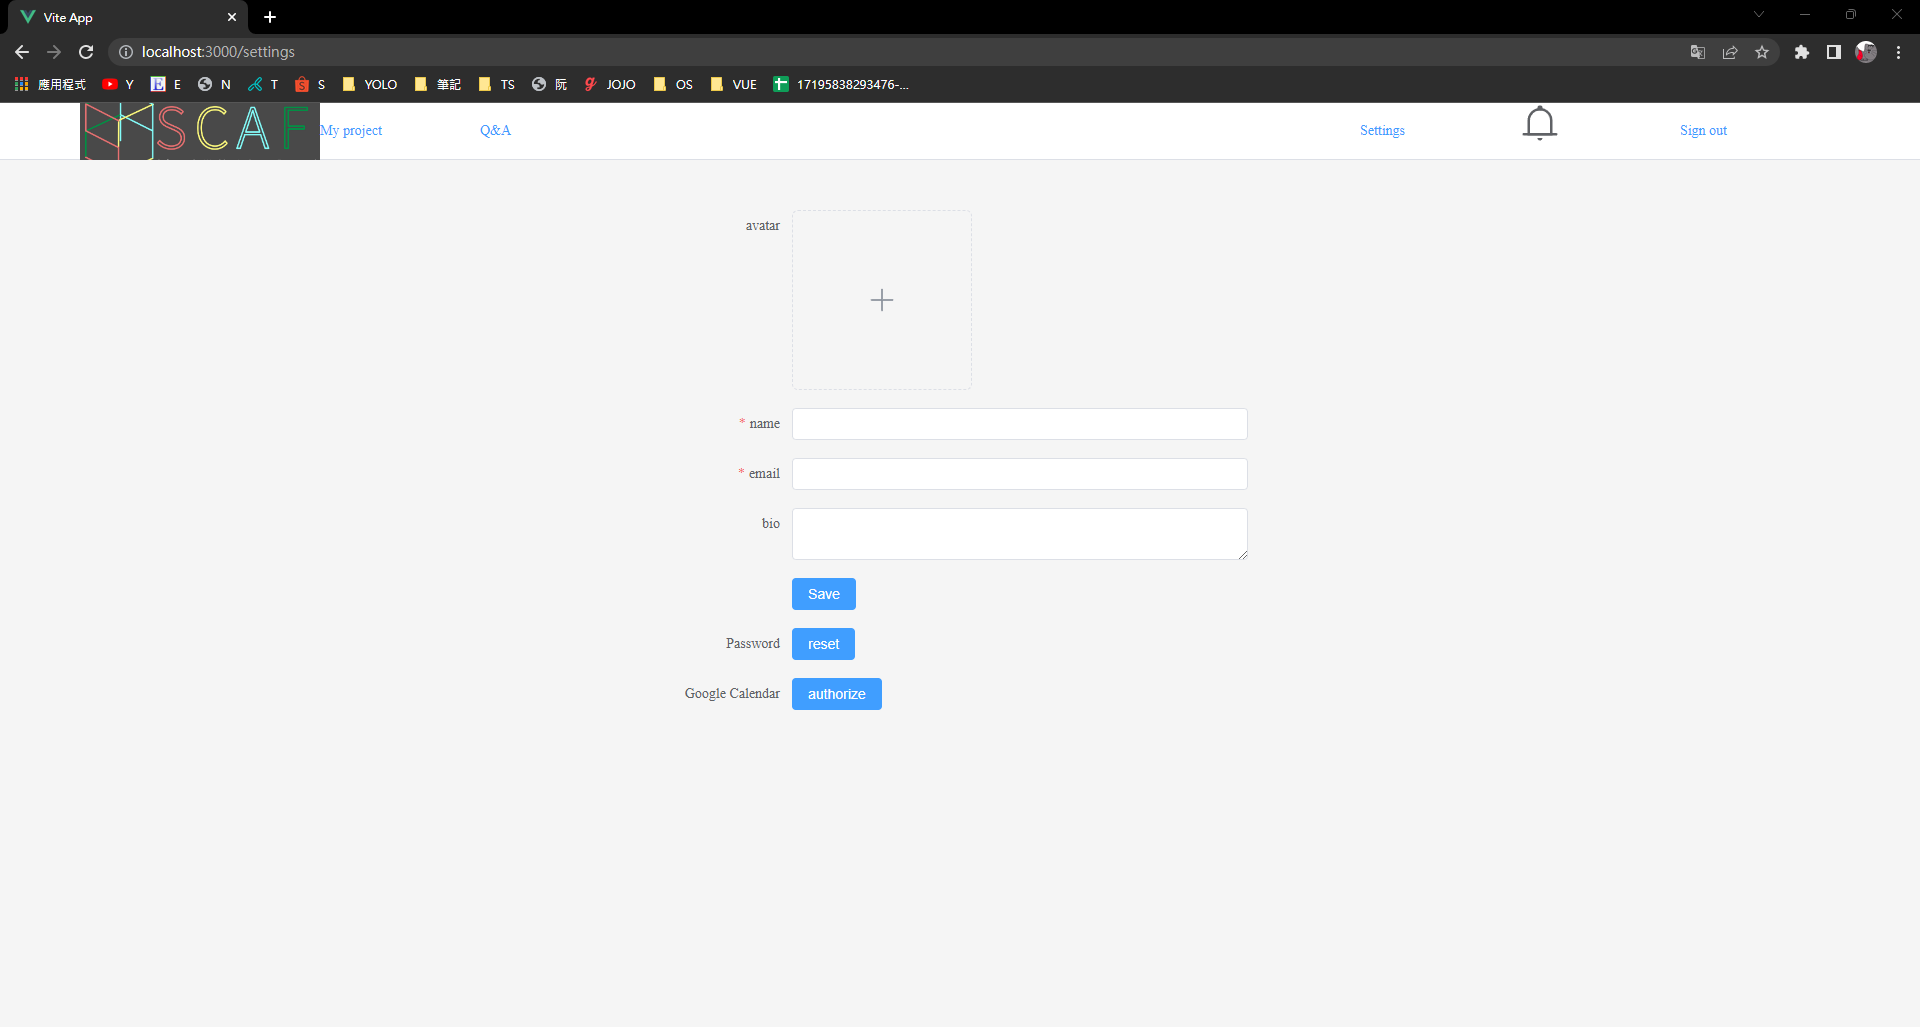 Vite App
localhost:3000/settings
應用程式 Y E N T S YOLO 筆記 TS 阮 JOJO OS VUE 17195838293476-...
SCAF My project Q&A Settings Sign out
avatar
* name
* email
bio
Save
Password reset
Google Calendar authorize